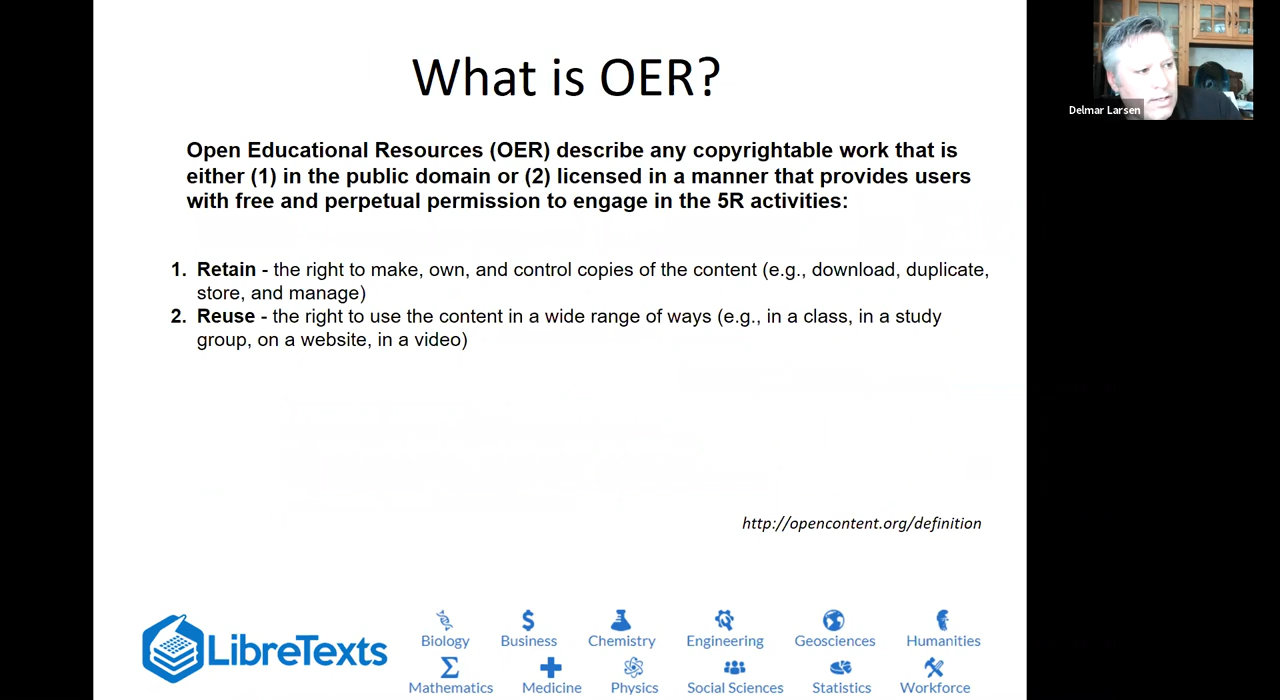 What is OER?
Delmar Larsen
Open Educational Resources (OER) describe any copyrightable work that is
either (1) in the public domain or (2) licensed in a manner that provides users
with free and perpetual permission to engage in the 5R activities:
1. Retain - the right to make, own, and control copies of the content (e.g., download, duplicate,
store, and manage)
2. Reuse - the right to use the content in a wide range of ways (e.g., in a class, in a study
group, on a website, in a video)
http://opencontent.org/definition
LibreTexts
Biology Business Chemistry Engineering Geosciences Humanities
Mathematics Medicine Physics Social Sciences Statistics Workforce